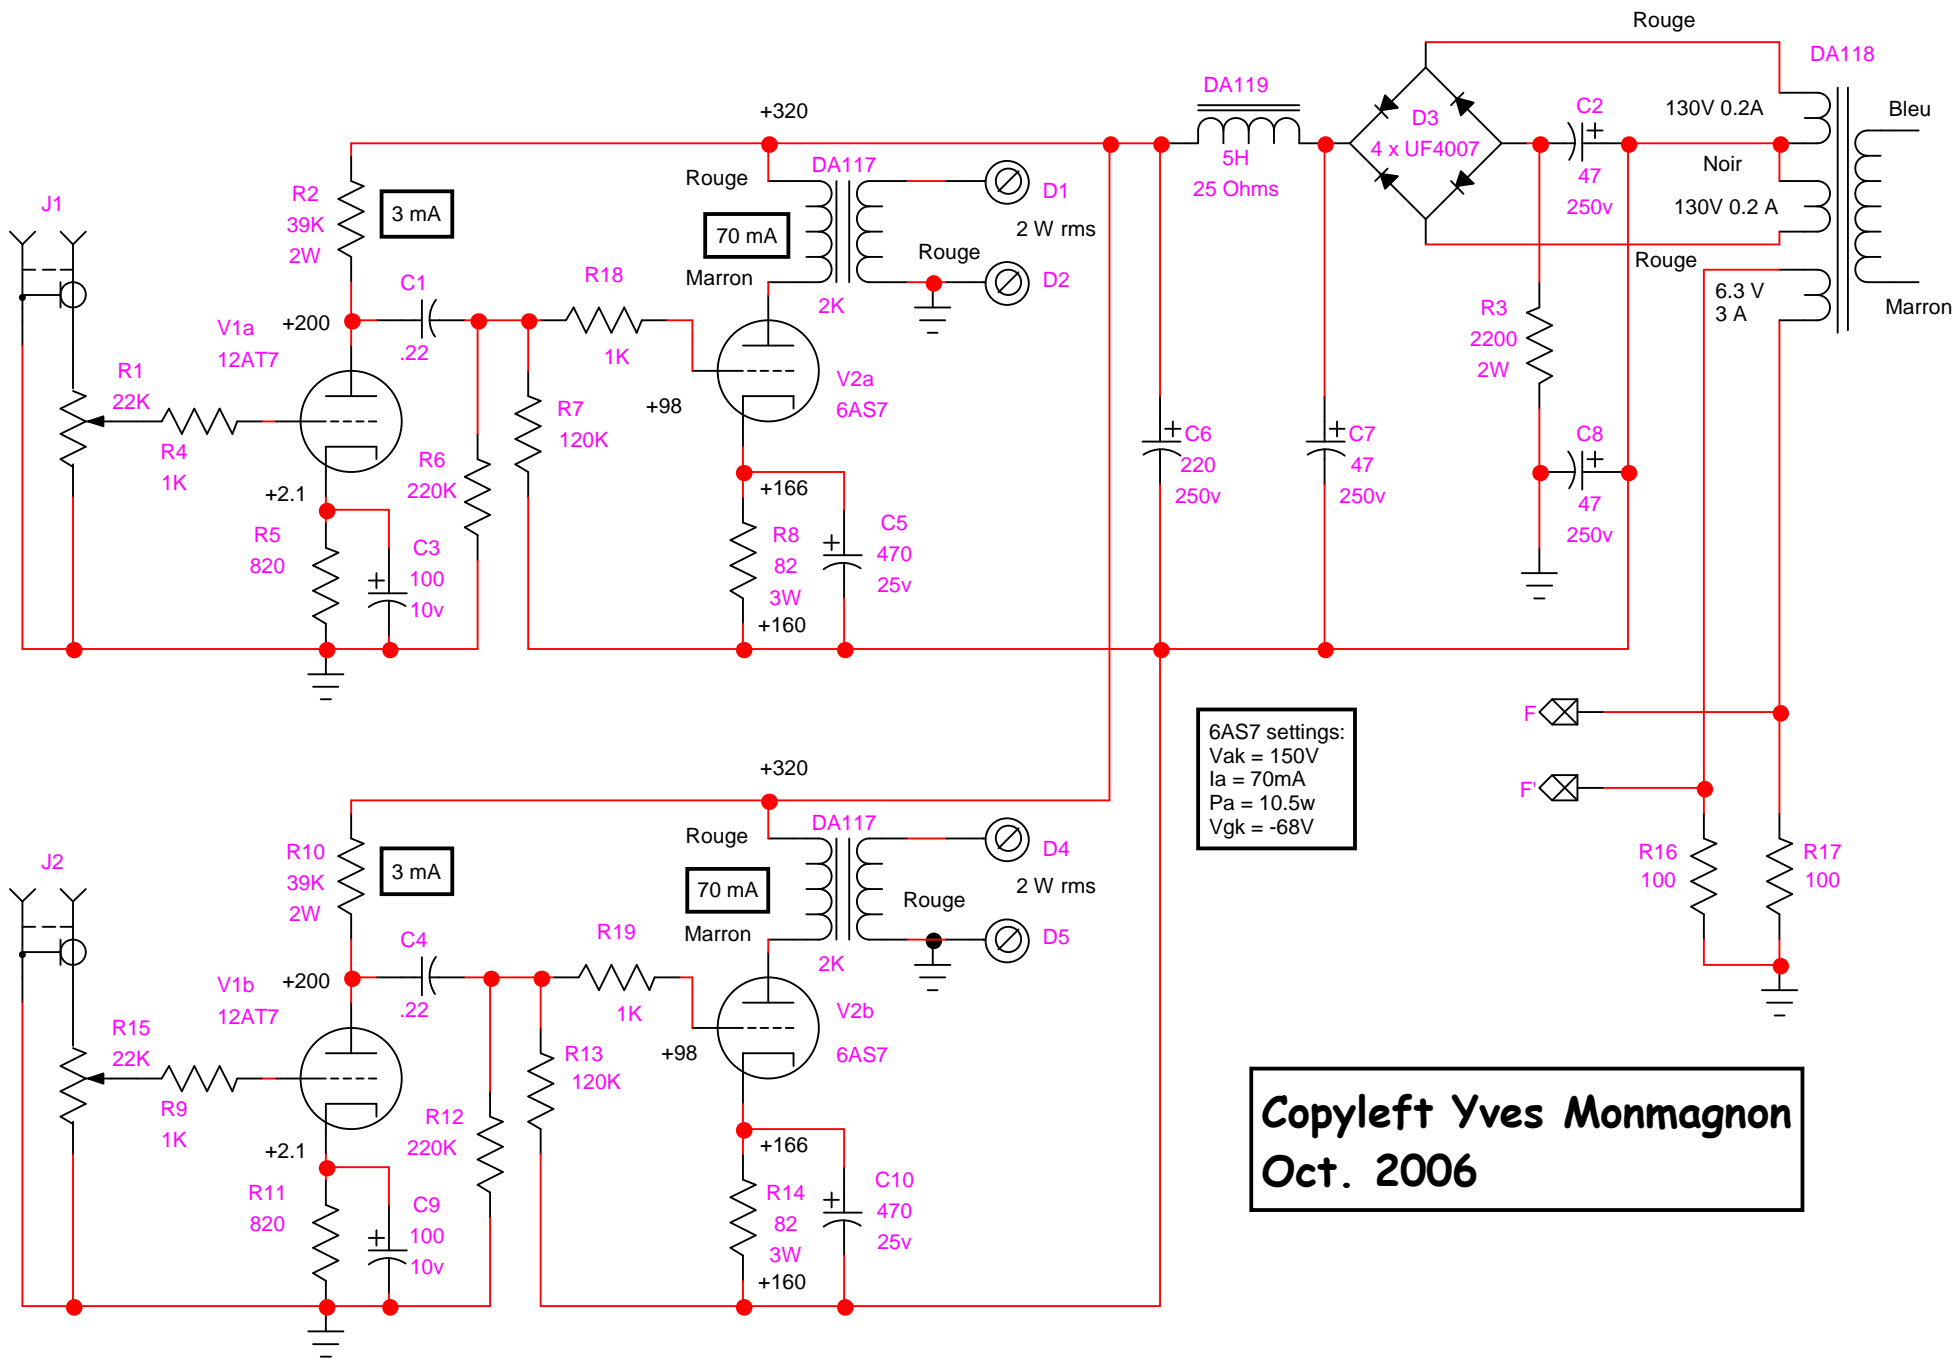 Rouge
DA118
DA119
+320
C2
130V 0.2A
Bleu
D3
4 x UF4007
5H
25 Ohms
DA117
Rouge
Noir
47
250v
130V 0.2 A
R2
39K
2W
3 mA
J1
D1
2 W rms
70 mA
Rouge
D2
Marron
2K
Rouge
6.3 V
3 A
Marron
C1
.22
R18
1K
R3
2200
2W
V1a
12AT7
+200
R1
22K
R4
1K
V2a
6AS7
+98
R7
120K
R6
220K
C6
220
250v
C7
47
250v
C8
47
250v
+2.1
R5
820
C3
100
10v
+166
R8
82
3W
+160
C5
470
25v
6AS7 settings:
Vak = 150V
Ia = 70mA
Pa = 10.5w
Vgk = -68V
F
F'
R16
100
R17
100
+320
Rouge
DA117
J2
R10
39K
2W
3 mA
70 mA
Marron
2K
D4
2 W rms
Rouge
D5
C4
.22
R19
1K
V1b
12AT7
+200
R15
22K
R9
1K
V2b
6AS7
+98
R13
120K
R12
220K
+2.1
R11
820
C9
100
10v
+166
R14
82
3W
+160
C10
470
25v
Copyleft Yves Monmagnon
Oct. 2006